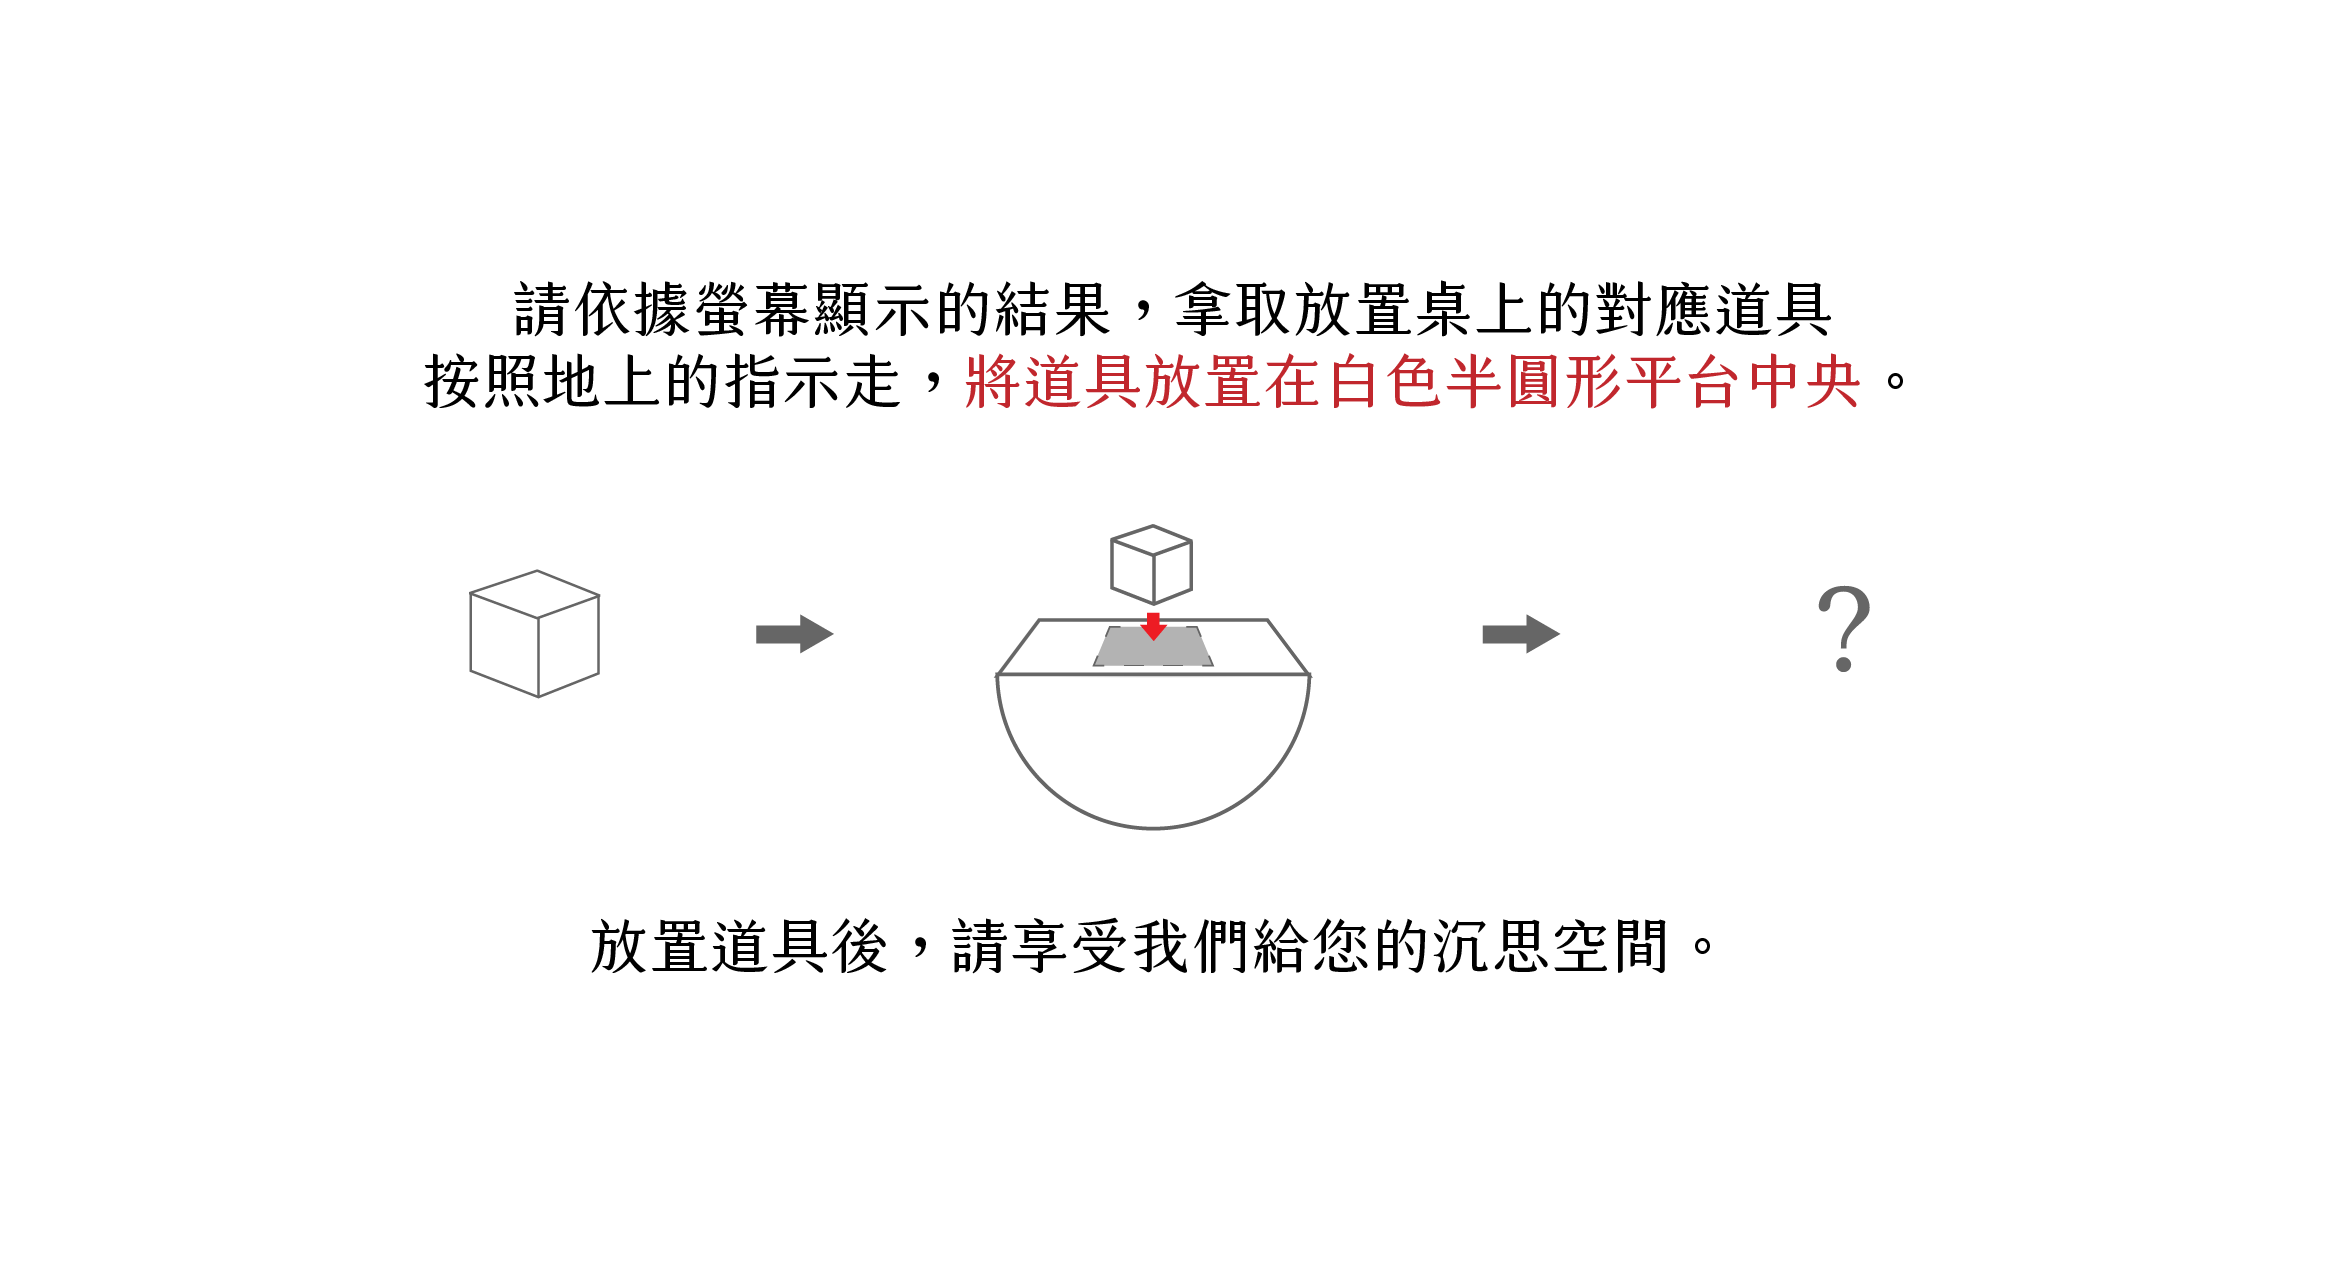 請依據螢幕顯示的結果，拿取放置桌上的對應道具
按照地上的指示走，將道具放置在白色半圓形平台中央。
?
放置道具後，請享受我們給您的沉思空間。